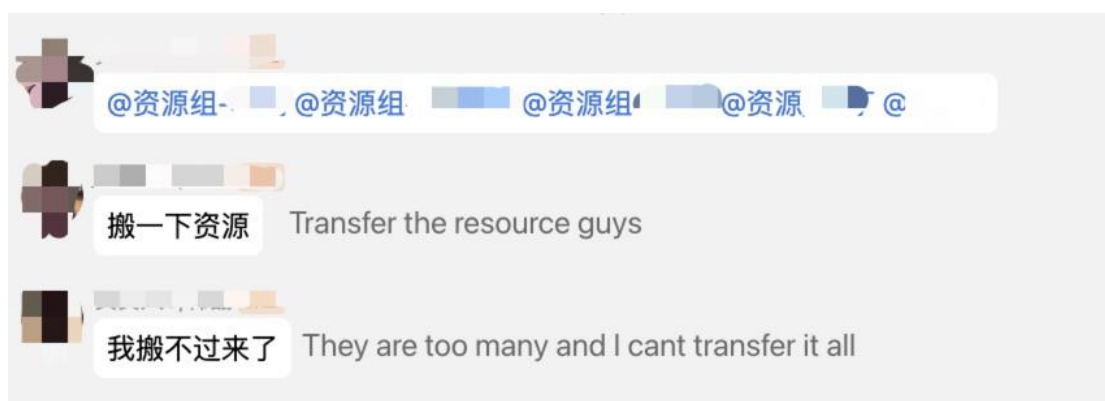 @资源组- @资源组 @资源组 @资源 @
搬一下资源 Transfer the resource guys
我搬不过来了 They are too many and I cant transfer it all